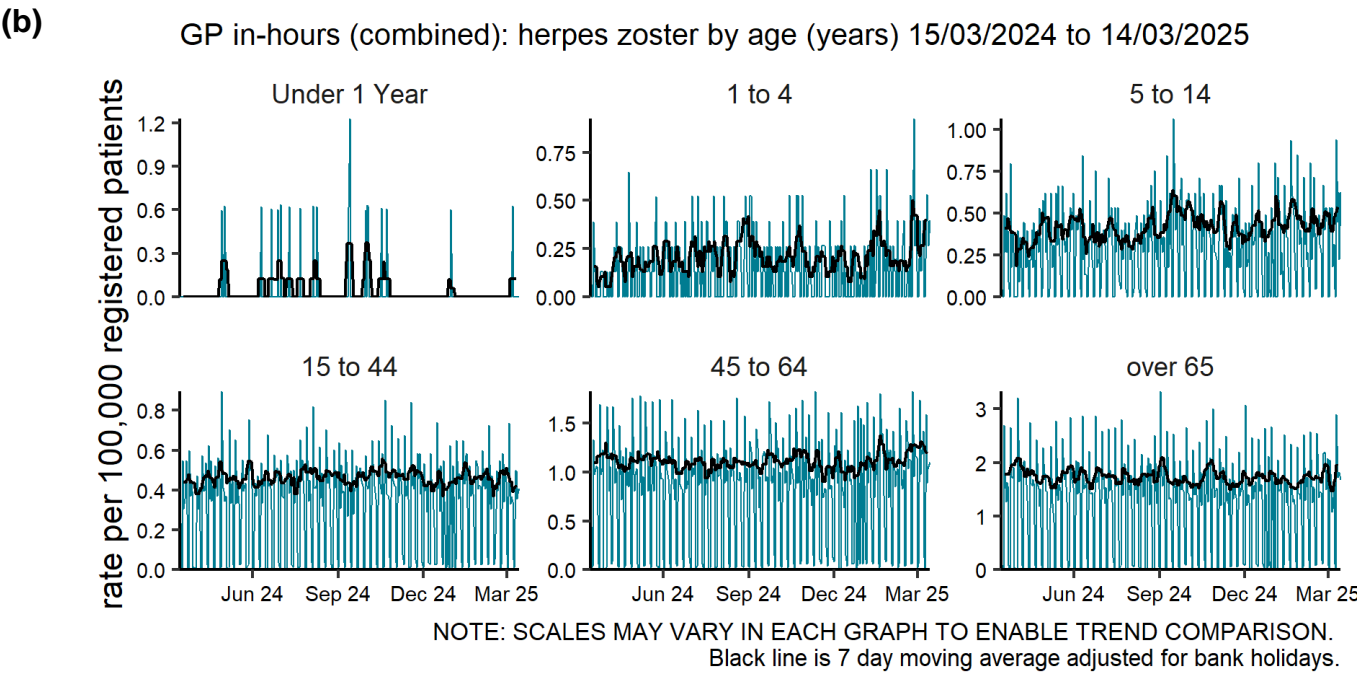 (b)
GP in-hours (combined): herpes zoster by age (years) 15/03/2024 to 14/03/2025
rate per 100,000 registered patients
Under 1 Year
1.2
0.9
0.6
0.3
0.0
1 to 4
0.75
0.50
0.25
0.00
5 to 14
1.00
0.75
0.50
0.25
0.00
15 to 44
0.8
0.6
0.4
0.2
0.0
Jun 24 Sep 24 Dec 24 Mar 25
45 to 64
1.5
1.0
0.5
0.0
Jun 24 Sep 24 Dec 24 Mar 25
over 65
3
2
1
0
Jun 24 Sep 24 Dec 24 Mar 25
NOTE: SCALES MAY VARY IN EACH GRAPH TO ENABLE TREND COMPARISON.
Black line is 7 day moving average adjusted for bank holidays.